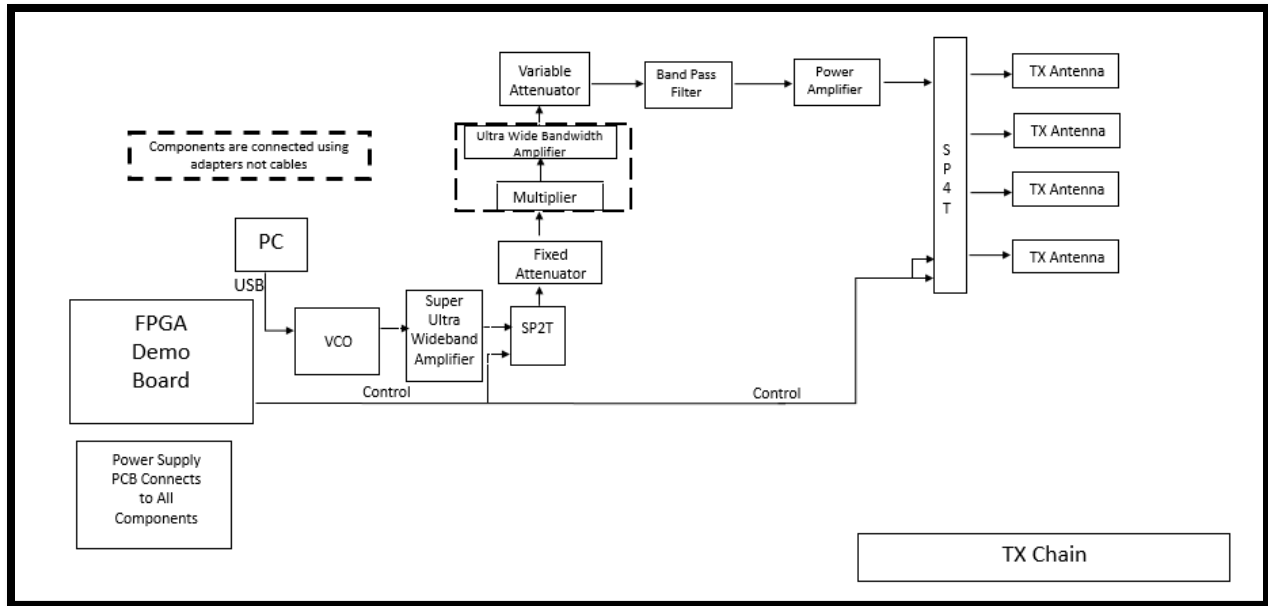 Variable
Attenuator
Band Pass
Filter
Power
Amplifier
TX Antenna
TX Antenna
TX Antenna
TX Antenna
S
P
4
T
Components are connected using
adapters not cables
Ultra Wide Bandwidth
Amplifier
Multiplier
PC
USB
Fixed
Attenuator
FPGA
Demo
Board
VCO
Super
Ultra
Wideband
Amplifier
SP2T
Control
Control
Power Supply
PCB Connects
to All
Components
TX Chain